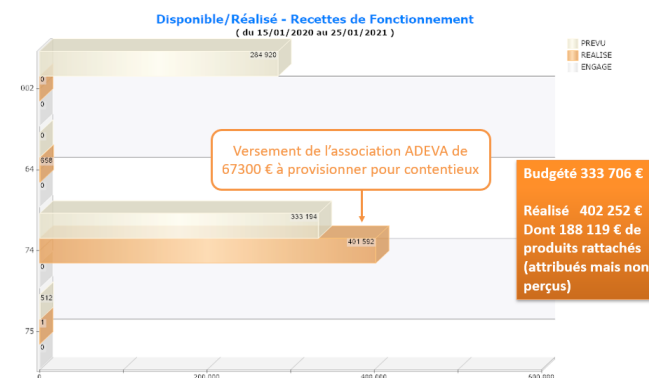 Disponible/Réalisé - Recettes de Fonctionnement
( du 15/01/2020 au 25/01/2021 )
PREVU
REALISE
ENGAGE
284 920
002
0
0
0
658
64
0
Versement de l'association ADEVA de
67300 € à provisionner pour contentieux
Budgété 333 706 €
Réalisé 402 252 €
Dont 188 119 € de
produits rattachés
(attribués mais non
perçus)
333 194
401 592
74
0
512
1
75
0
0
200 000
400 000
500 000